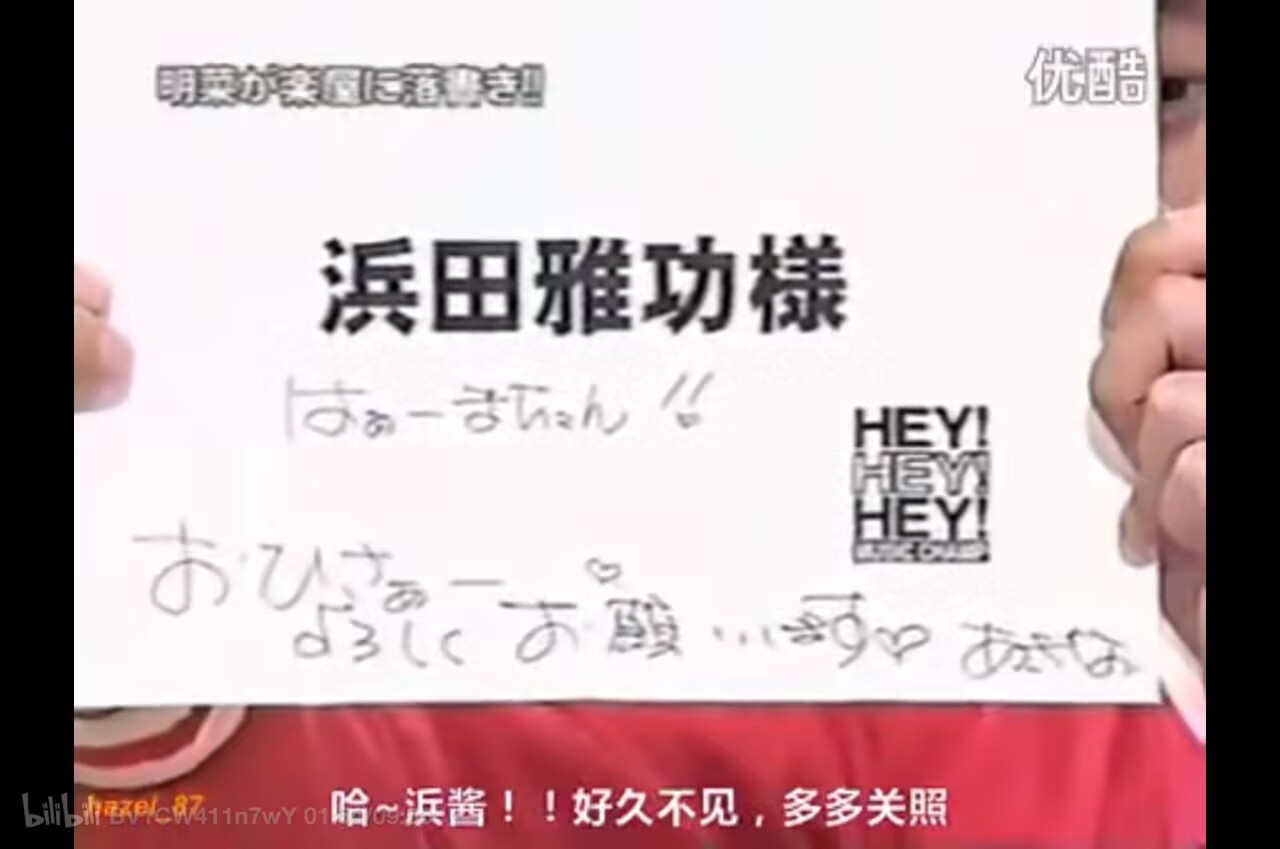 明菜が楽屋に落書き!!
优酷
浜田雅功様
はぁーまちゃん!!
HEY!
HEY!
HEY!
MUSIC CHAMP
おひさぁー♡
よろしくお願いします♡ あきな
bilibili
hazel_87
哈~浜酱！！好久不见，多多关照